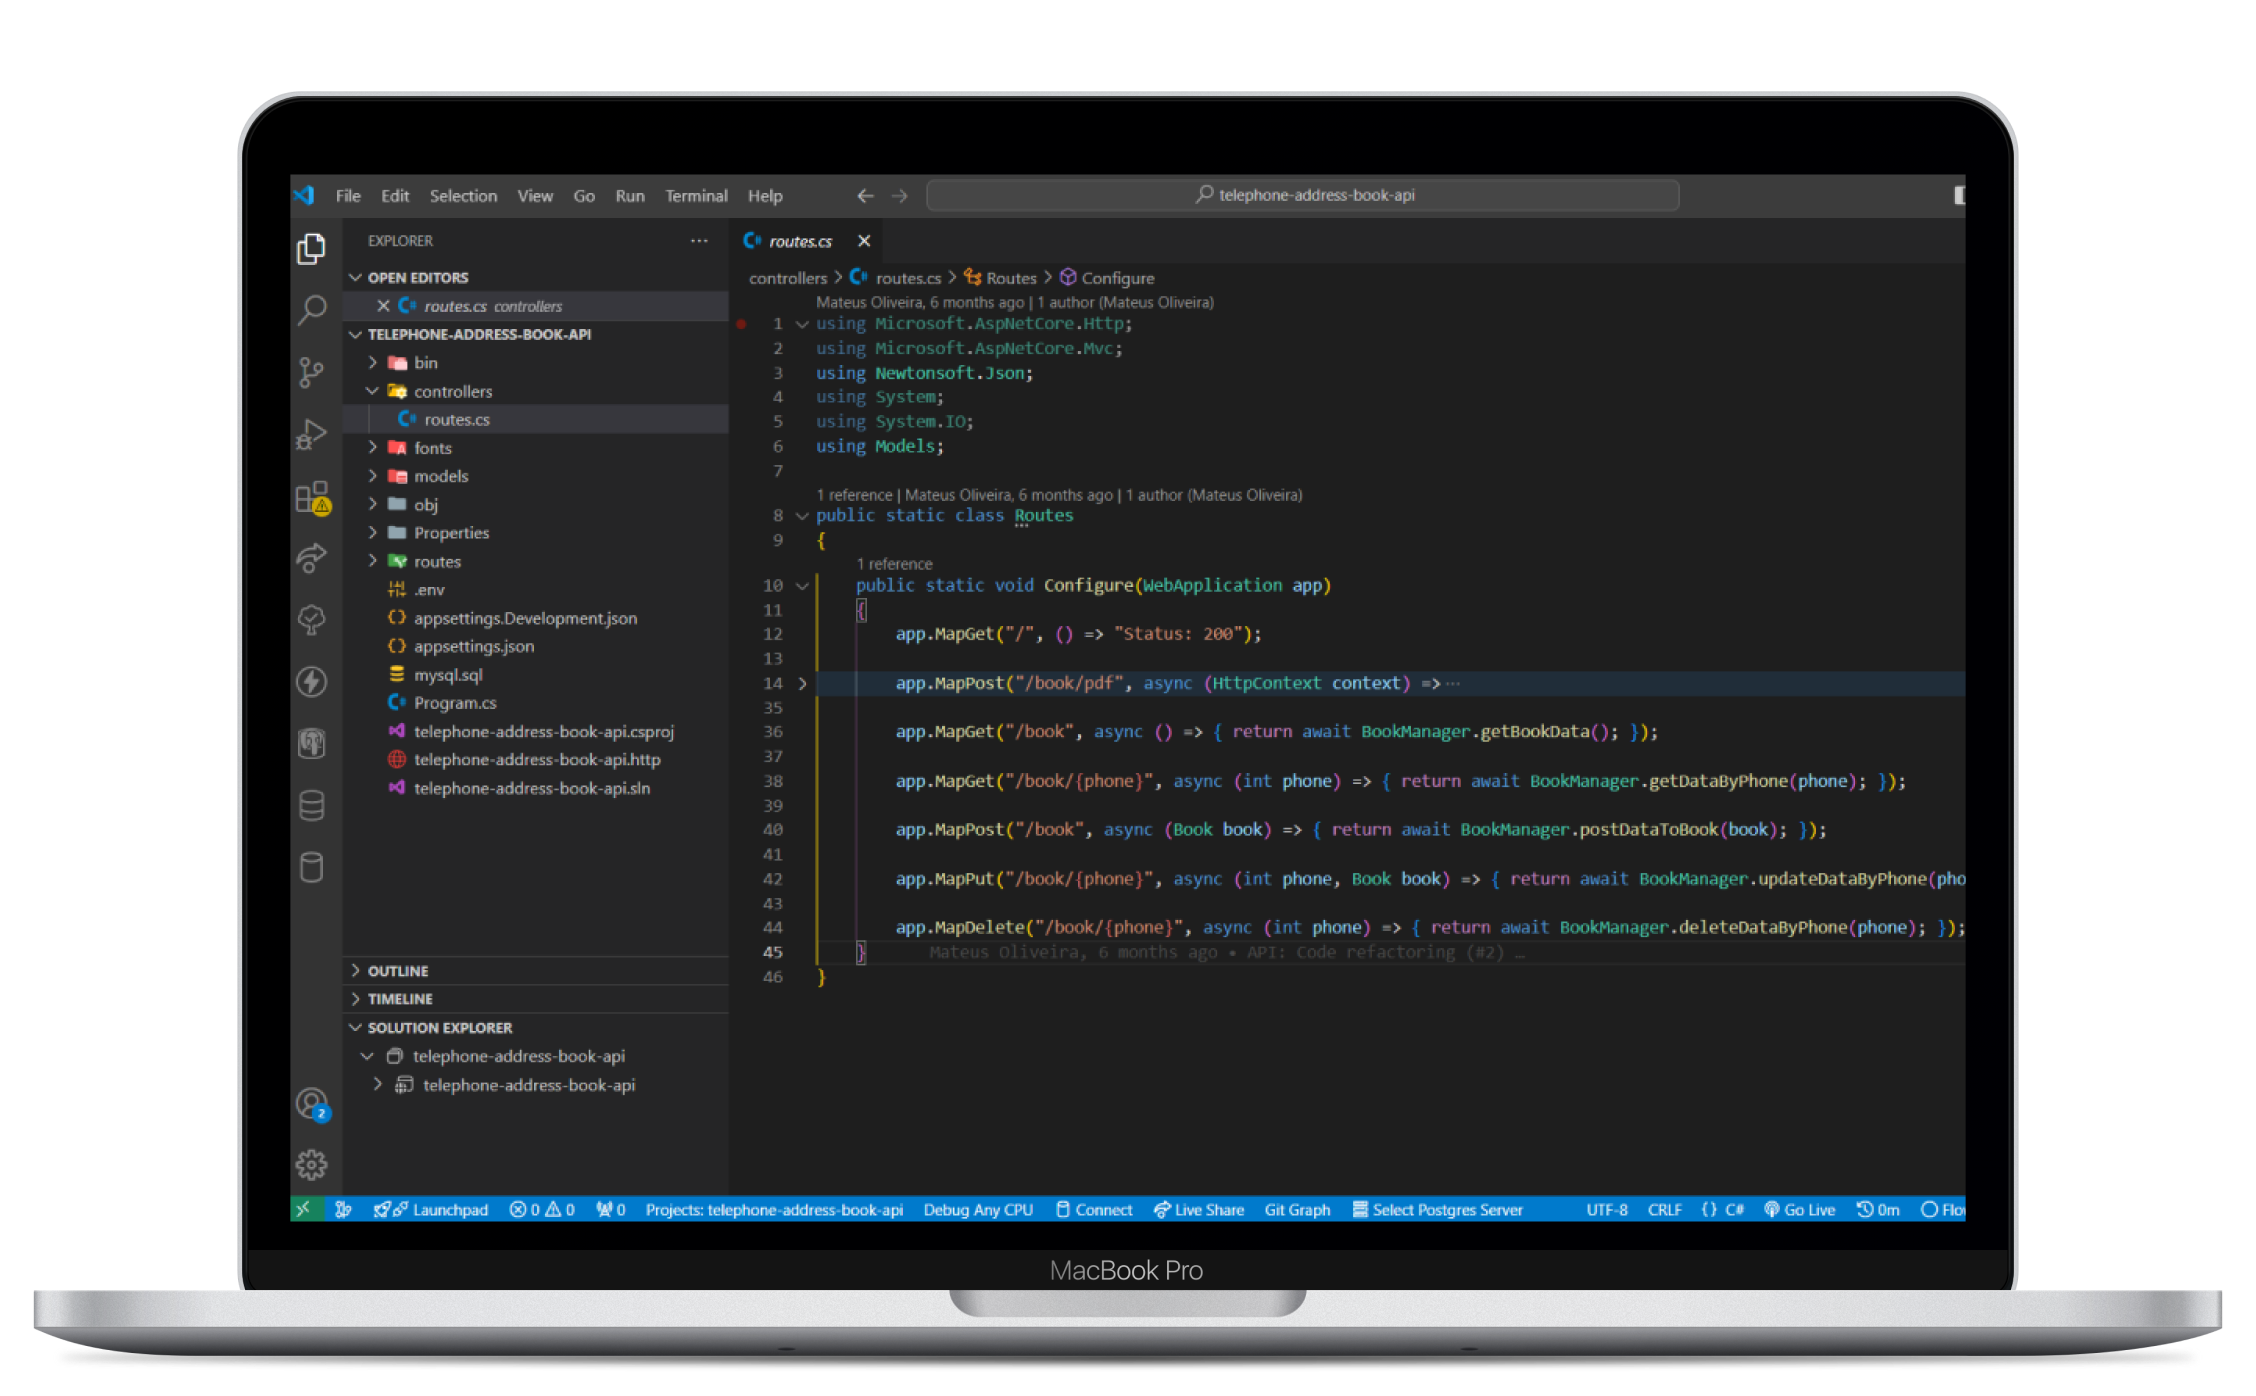 File Edit Selection View Go Run Terminal Help
telephone-address-book-api
EXPLORER
OPEN EDITORS
routes.cs controllers
TELEPHONE-ADDRESS-BOOK-API
bin
controllers
routes.cs
fonts
models
obj
Properties
routes
.env
appsettings.Development.json
appsettings.json
mysql.sql
Program.cs
telephone-address-book-api.csproj
telephone-address-book-api.http
telephone-address-book-api.sln
OUTLINE
TIMELINE
SOLUTION EXPLORER
telephone-address-book-api
telephone-address-book-api
2
routes.cs
controllers > routes.cs > Routes > Configure
Mateus Oliveira, 6 months ago | 1 author (Mateus Oliveira)
1 using Microsoft.AspNetCore.Http;
2 using Microsoft.AspNetCore.Mvc;
3 using Newtonsoft.Json;
4 using System;
5 using System.IO;
6 using Models;
7
1 reference | Mateus Oliveira, 6 months ago | 1 author (Mateus Oliveira)
8 public static class Routes
9 {
1 reference
10 public static void Configure(WebApplication app)
11 {
12 app.MapGet("/", () => "Status: 200");
13
14 app.MapPost("/book/pdf", async (HttpContext context) => ···
35
36 app.MapGet("/book", async () => { return await BookManager.getBookData(); });
37
38 app.MapGet("/book/{phone}", async (int phone) => { return await BookManager.getDataByPhone(phone); });
39
40 app.MapPost("/book", async (Book book) => { return await BookManager.postDataToBook(book); });
41
42 app.MapPut("/book/{phone}", async (int phone, Book book) => { return await BookManager.updateDataByPhone(pho
43
44 app.MapDelete("/book/{phone}", async (int phone) => { return await BookManager.deleteDataByPhone(phone); });
45 } Mateus Oliveira, 6 months ago • API: Code refactoring (#2) …
46 }
Launchpad 0 0 0 Projects: telephone-address-book-api Debug Any CPU Connect Live Share Git Graph Select Postgres Server UTF-8 CRLF {} C# Go Live 0m Flo
MacBook Pro